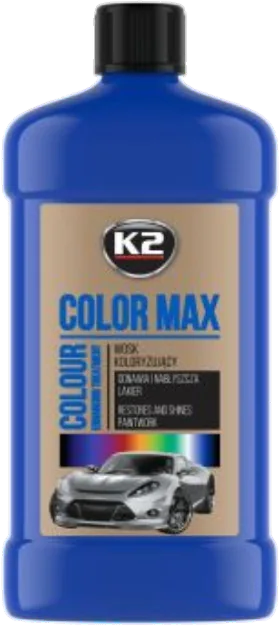 K2
COLOR MAX
COLOUR
WOSK
KOLORYZUJĄCY
ODNAWIA I NABŁYSZCZA
LAKIER
RESTORES AND SHINES
PAINTWORK